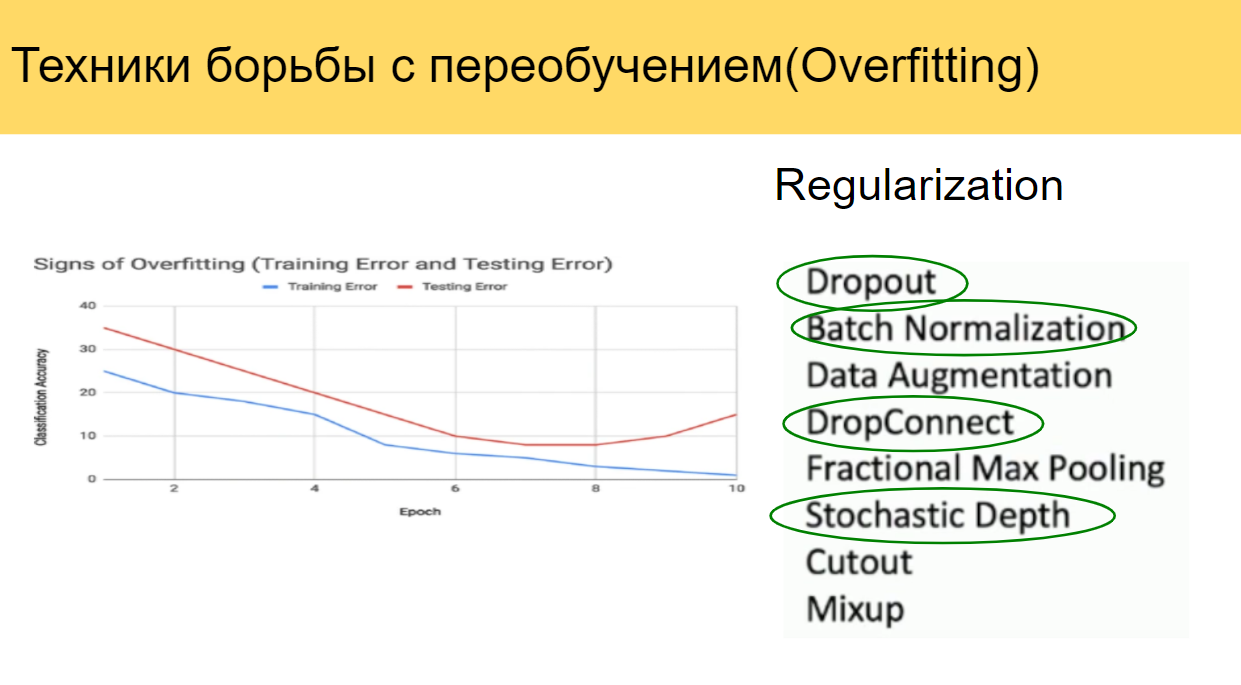 Техники борьбы с переобучением(Overfitting)
Regularization
Signs of Overfitting (Training Error and Testing Error)
Training Error
Testing Error
Classification Accuracy
40
30
20
10
0
2
4
6
8
10
Epoch
Dropout
Batch Normalization
Data Augmentation
DropConnect
Fractional Max Pooling
Stochastic Depth
Cutout
Mixup